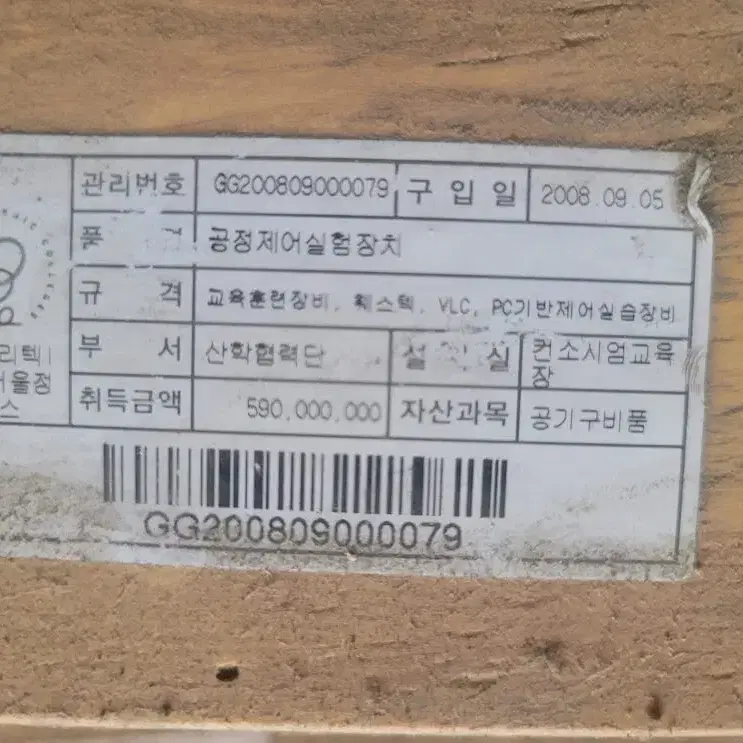 관리번호 GG200809000079 구 입 일 2008.09.05
품 공정제어실험장치
규 격 교육훈련장비, 훼스텍, VLC, PC기반제어실습장비
부 서 산학협력단 설 실 컨소시엄교육
장
취득금액 590,000,000 자산과목 공기구비품
리텍
울정
스
GG200809000079